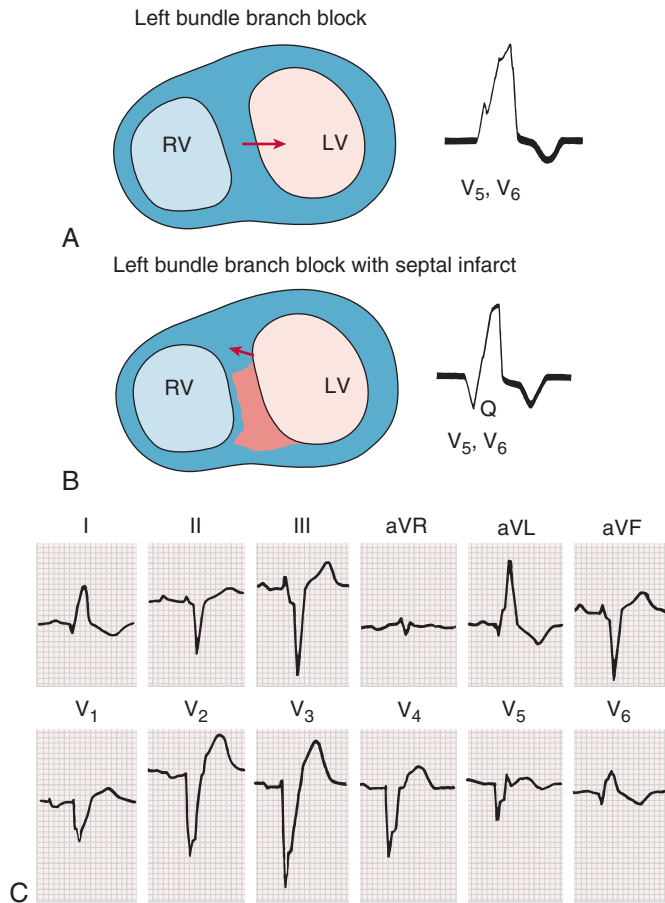 Left bundle branch block
RV LV
V5, V6
A
Left bundle branch block with septal infarct
RV LV
Q
V5, V6
B
I II III aVR aVL aVF
V1 V2 V3 V4 V5 V6
C